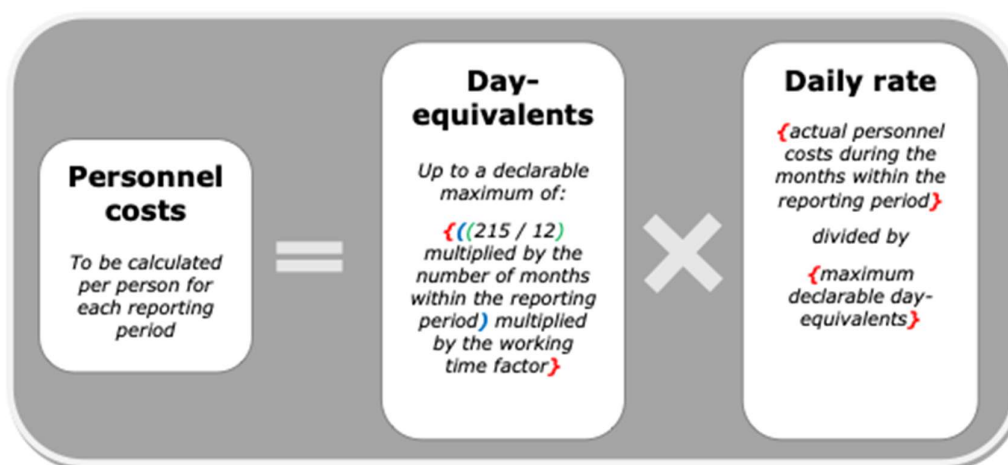 Personnel
costs
To be calculated
per person for
each reporting
period
=
Day-
equivalents
Up to a declarable
maximum of:
{((215 / 12)
multiplied by the
number of months
within the reporting
period) multiplied
by the working
time factor}
×
Daily rate
{actual personnel
costs during the
months within the
reporting period}
divided by
{maximum
declarable day-
equivalents}